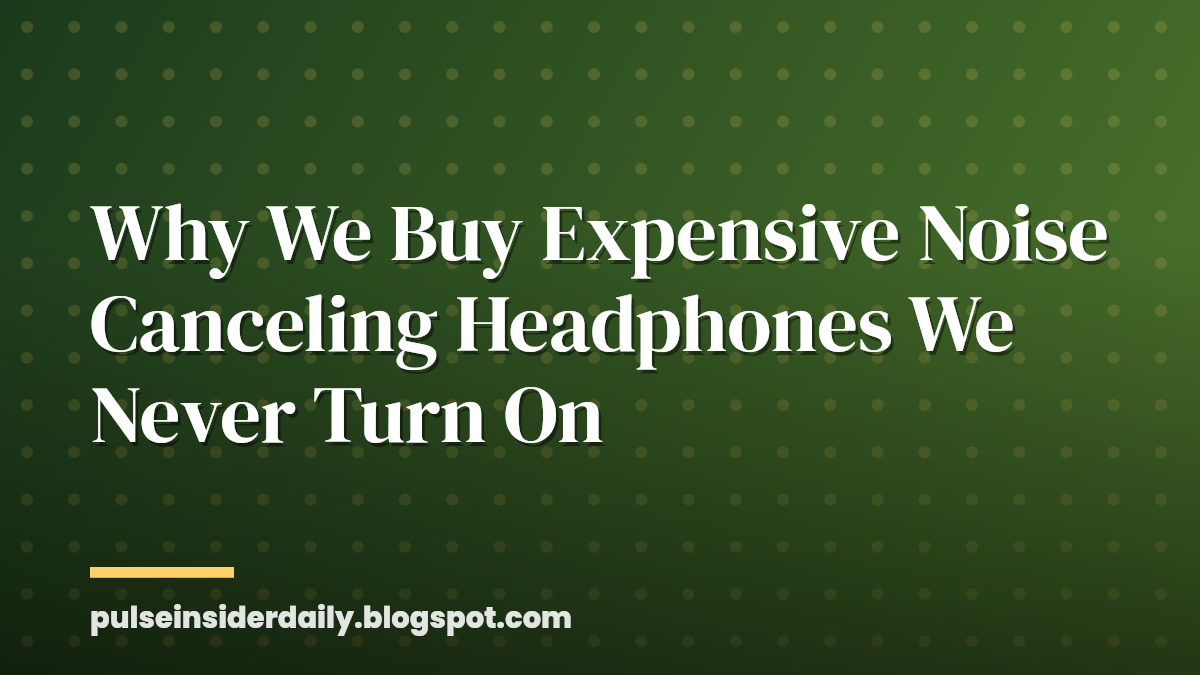 Why We Buy Expensive Noise
Canceling Headphones We
Never Turn On
pulseinsiderdaily.blogspot.com